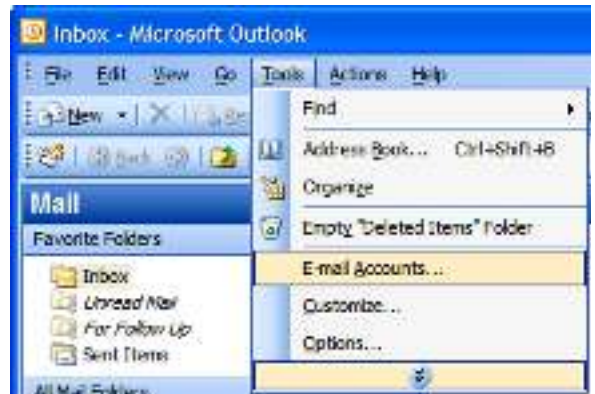 Inbox - Microsoft Outlook
File Edit View Go Tools Actions Help
New
Find
Back
Address Book... Ctrl+Shift+B
Organize
Mail
Empty "Deleted Items" Folder
Favorite Folders
E-mail Accounts...
Inbox
Unread Mail
Customize...
For Follow Up
Options...
Sent Items
All Mail Folders